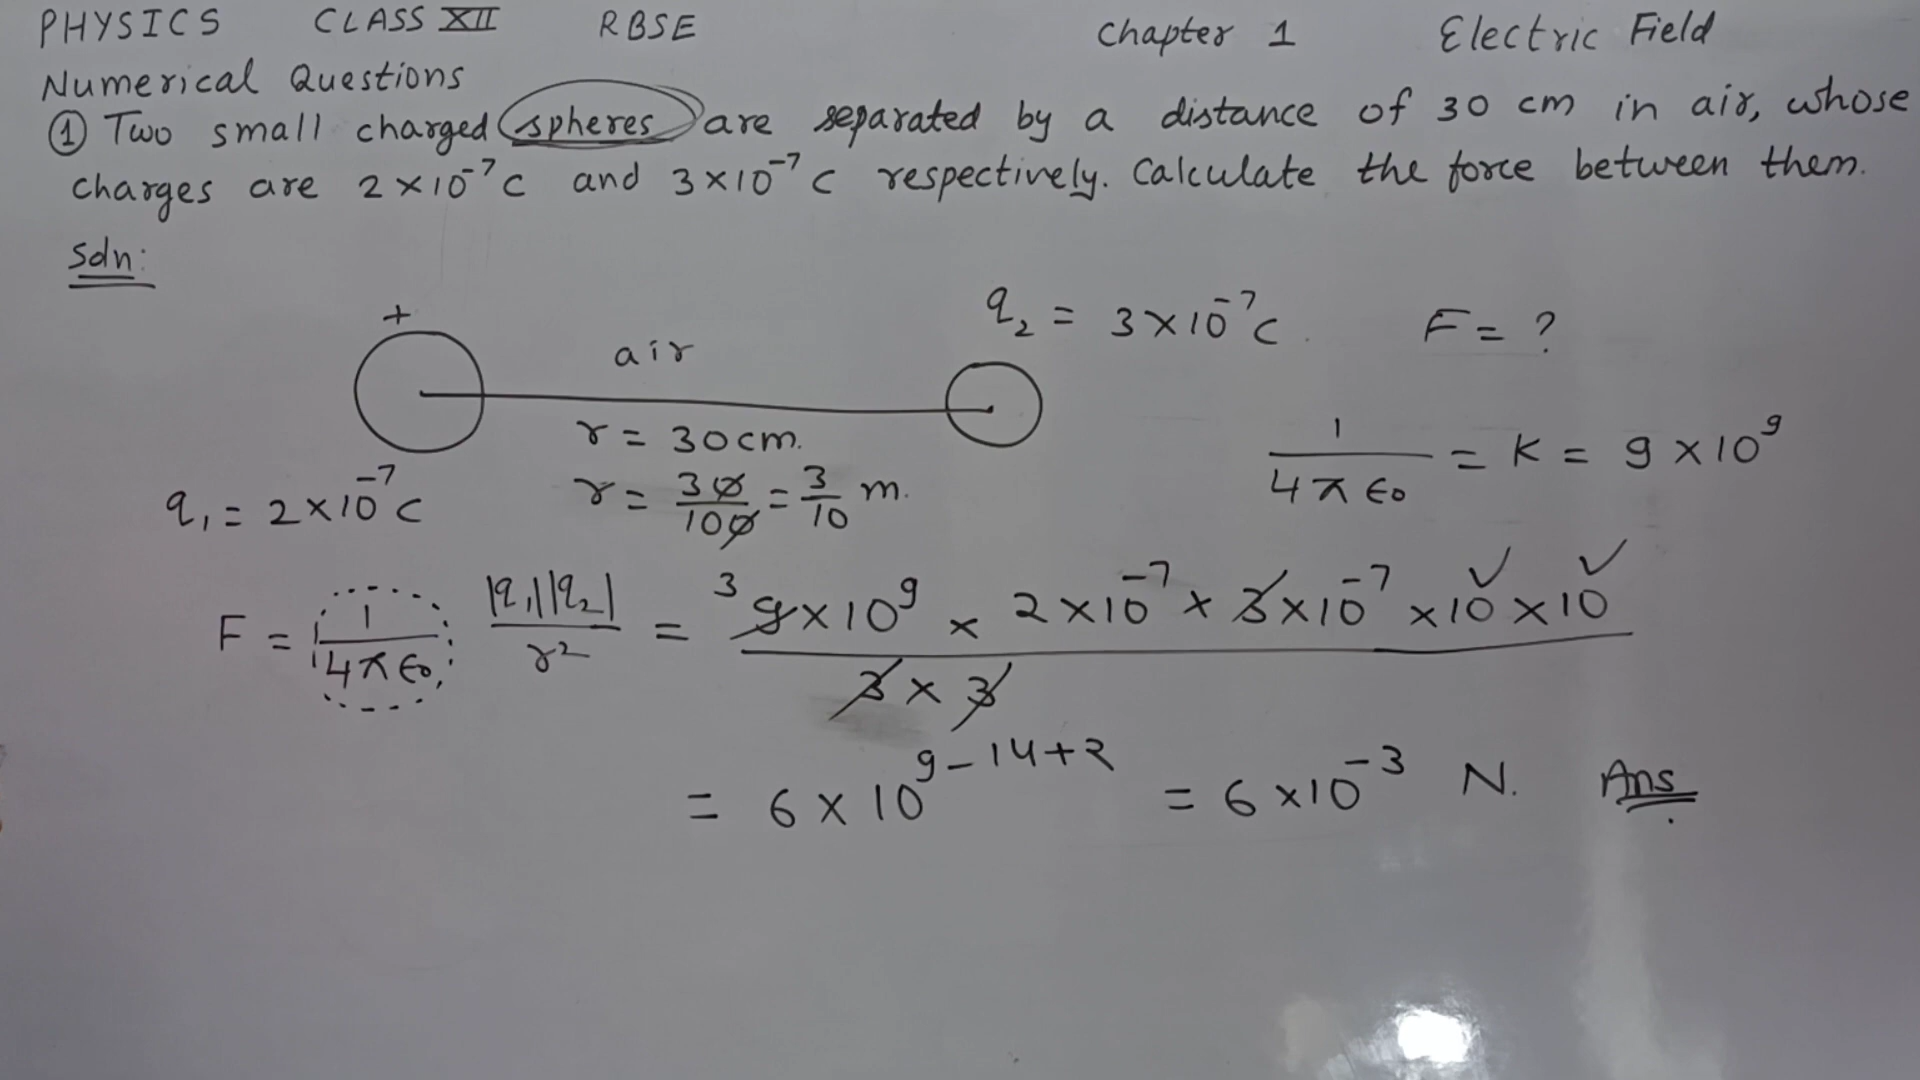 PHYSICS CLASS XII RBSE Chapter 1 Electric Field
Numerical Questions
① Two small charged spheres are separated by a distance of 30 cm in air, whose
charges are 2×10⁻⁷C and 3×10⁻⁷C respectively. Calculate the force between them.
Soln:
+
air
q₂ = 3×10⁻⁷C. F = ?
r = 30cm.
1/4πϵ₀ = K = 9×10⁹
q₁ = 2×10⁻⁷C
r = 30/100 = 3/10 m.
F = 1/4πϵ₀ |q₁||q₂|/r² = 3 9×10⁹ × 2×10⁻⁷ × 3×10⁻⁷ ×10×10 / 3×3
= 6×10⁹⁻¹⁴⁺² = 6×10⁻³ N. Ans